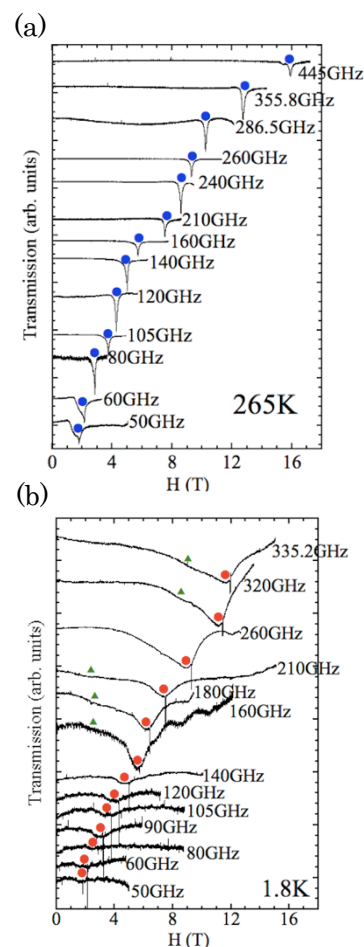 (a)
445GHz
355.8GHz
286.5GHz
260GHz
240GHz
210GHz
160GHz
140GHz
120GHz
105GHz
80GHz
60GHz
50GHz
265K
Transmission (arb. units)
0 4 8 12 16
H (T)
(b)
335.2GHz
320GHz
260GHz
210GHz
180GHz
160GHz
140GHz
120GHz
105GHz
90GHz
80GHz
60GHz
50GHz
1.8K
Transmission (arb. units)
0 4 8 12 16
H (T)